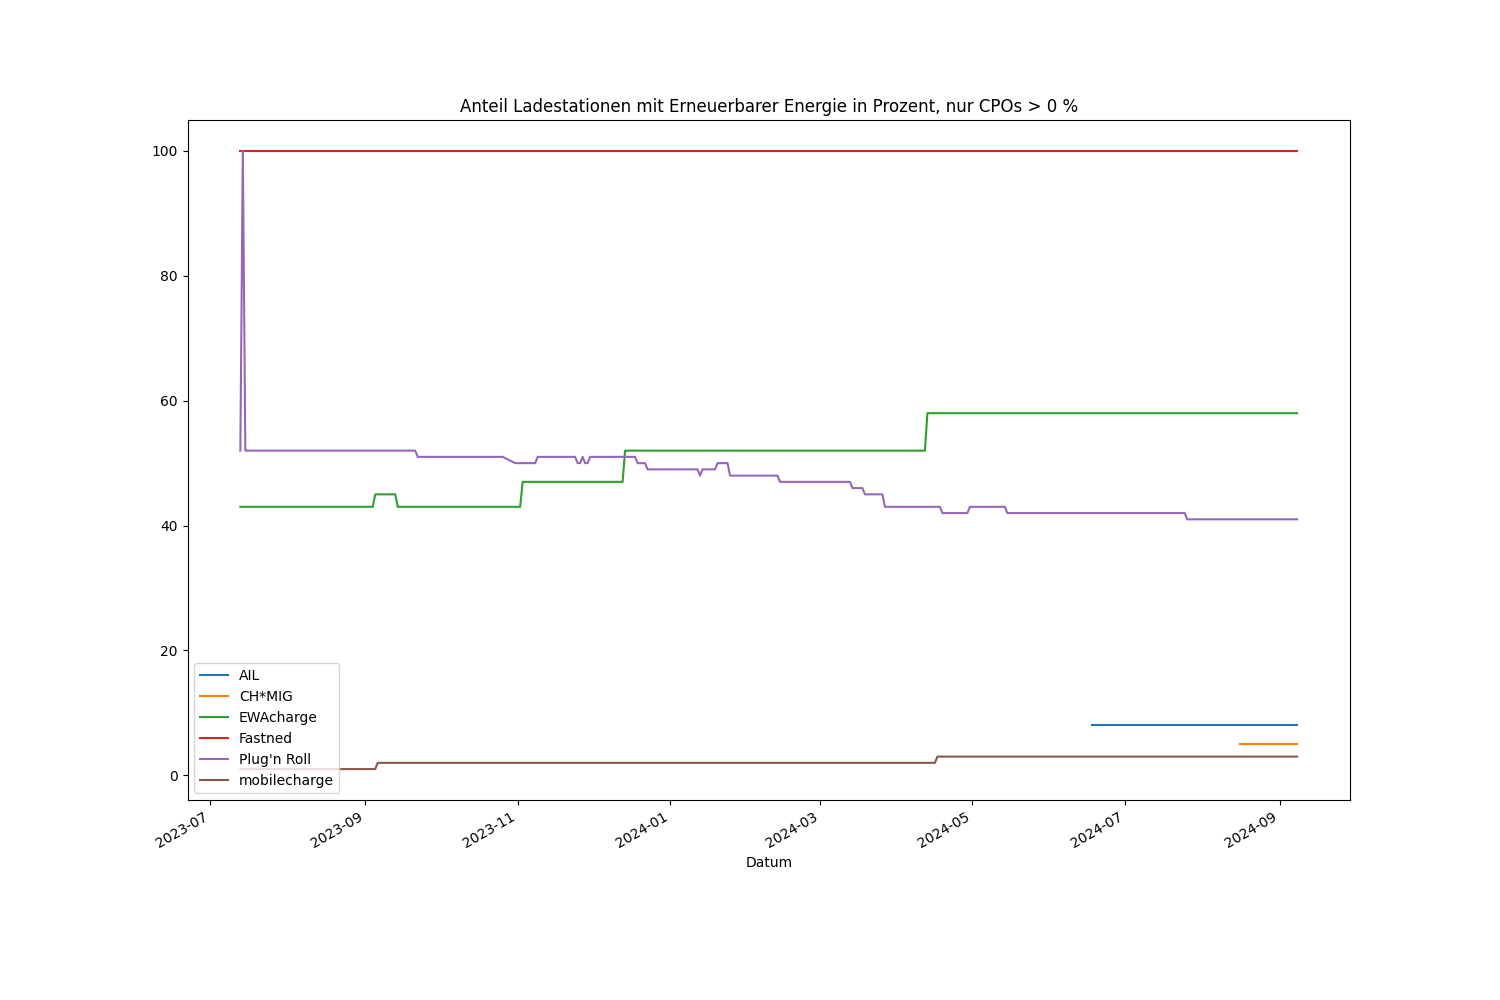 Anteil Ladestationen mit Erneuerbarer Energie in Prozent, nur CPOs > 0 %
100
80
60
40
20
0
AIL
CH*MIG
EWAcharge
Fastned
Plug'n Roll
mobilecharge
2023-07
2023-09
2023-11
2024-01
2024-03
2024-05
2024-07
2024-09
Datum